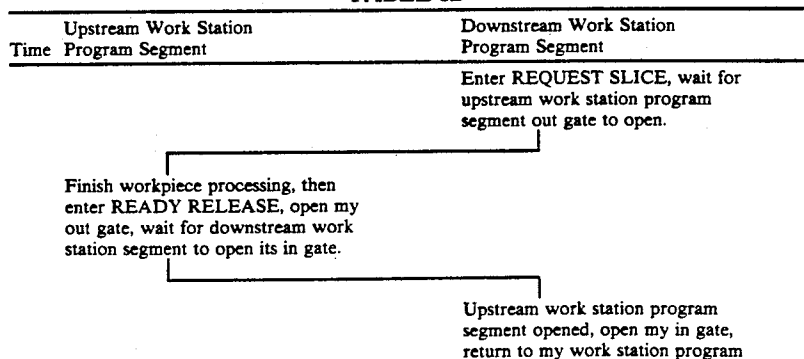 Upstream Work Station Downstream Work Station
Time Program Segment Program Segment
Enter REQUEST SLICE, wait for
upstream work station program
segment out gate to open.
Finish workpiece processing, then
enter READY RELEASE, open my
out gate, wait for downstream work
station segment to open its in gate.
Upstream work station program
segment opened, open my in gate,
return to my work station program